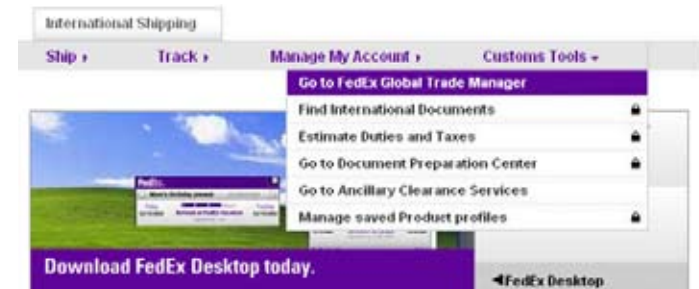 International Shipping
Ship Track Manage My Account Customs Tools
Go to FedEx Global Trade Manager
Find International Documents
Estimate Duties and Taxes
Go to Document Preparation Center
Go to Ancillary Clearance Services
Manage saved Product profiles
FedEx
Download FedEx Desktop today.
FedEx Desktop